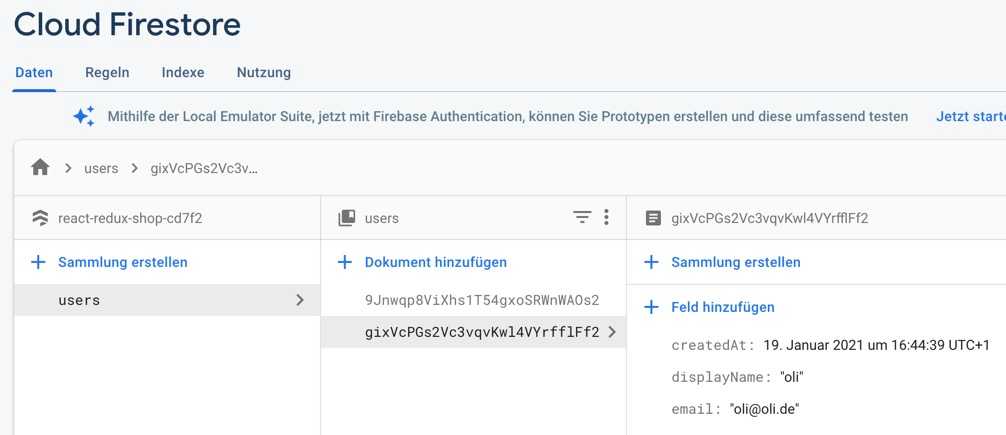 Cloud Firestore
Daten Regeln Indexe Nutzung
Mithilfe der Local Emulator Suite, jetzt mit Firebase Authentication, können Sie Prototypen erstellen und diese umfassend testen Jetzt starte
users gixVcPGs2Vc3v…
react-redux-shop-cd7f2
Sammlung erstellen
users
users
Dokument hinzufügen
9Jnwqp8ViXhs1T54gxoSRWnWAOs2
gixVcPGs2Vc3vqvKwl4VYrfflFf2
gixVcPGs2Vc3vqvKwl4VYrfflFf2
Sammlung erstellen
Feld hinzufügen
createdAt: 19. Januar 2021 um 16:44:39 UTC+1
displayName: "oli"
email: "oli@oli.de"